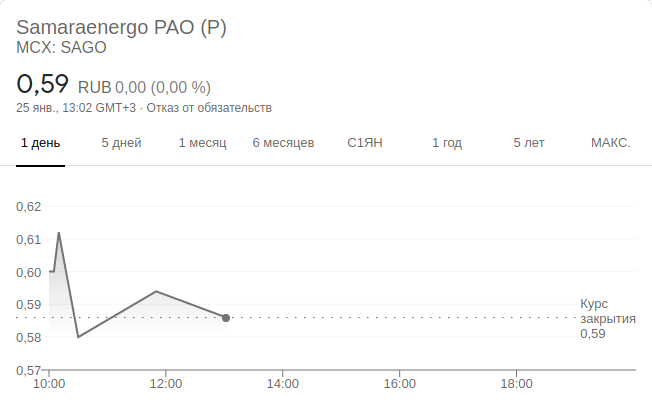 Samaraenergo PAO (P)
MCX: SAGO
0,59 RUB 0,00 (0,00 %)
25 янв., 13:02 GMT+3 · Отказ от обязательств
1 день 5 дней 1 месяц 6 месяцев С1ЯН 1 год 5 лет МАКС.
0,62
0,61
0,60
0,59
0,58
0,57
Курс
закрытия
0,59
10:00 12:00 14:00 16:00 18:00